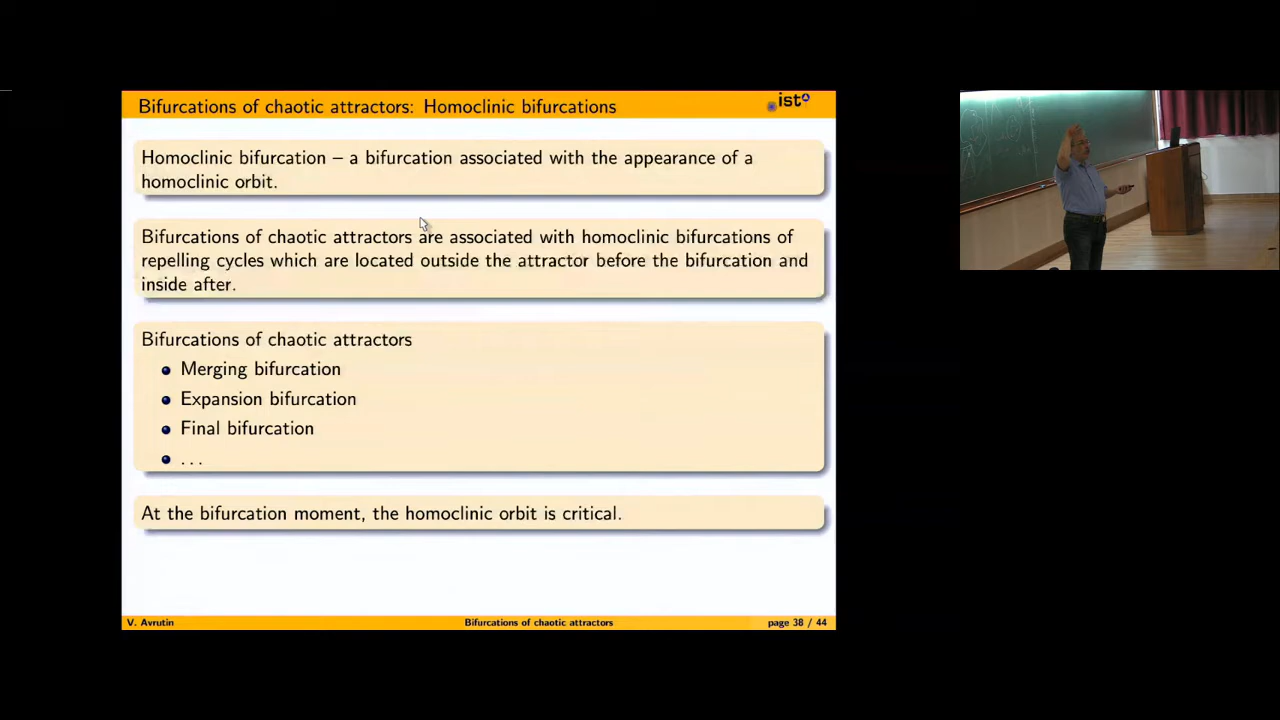 Bifurcations of chaotic attractors: Homoclinic bifurcations
ist
Homoclinic bifurcation – a bifurcation associated with the appearance of a
homoclinic orbit.
Bifurcations of chaotic attractors are associated with homoclinic bifurcations of
repelling cycles which are located outside the attractor before the bifurcation and
inside after.
Bifurcations of chaotic attractors
Merging bifurcation
Expansion bifurcation
Final bifurcation
...
At the bifurcation moment, the homoclinic orbit is critical.
V. Avrutin Bifurcations of chaotic attractors page 38 / 44